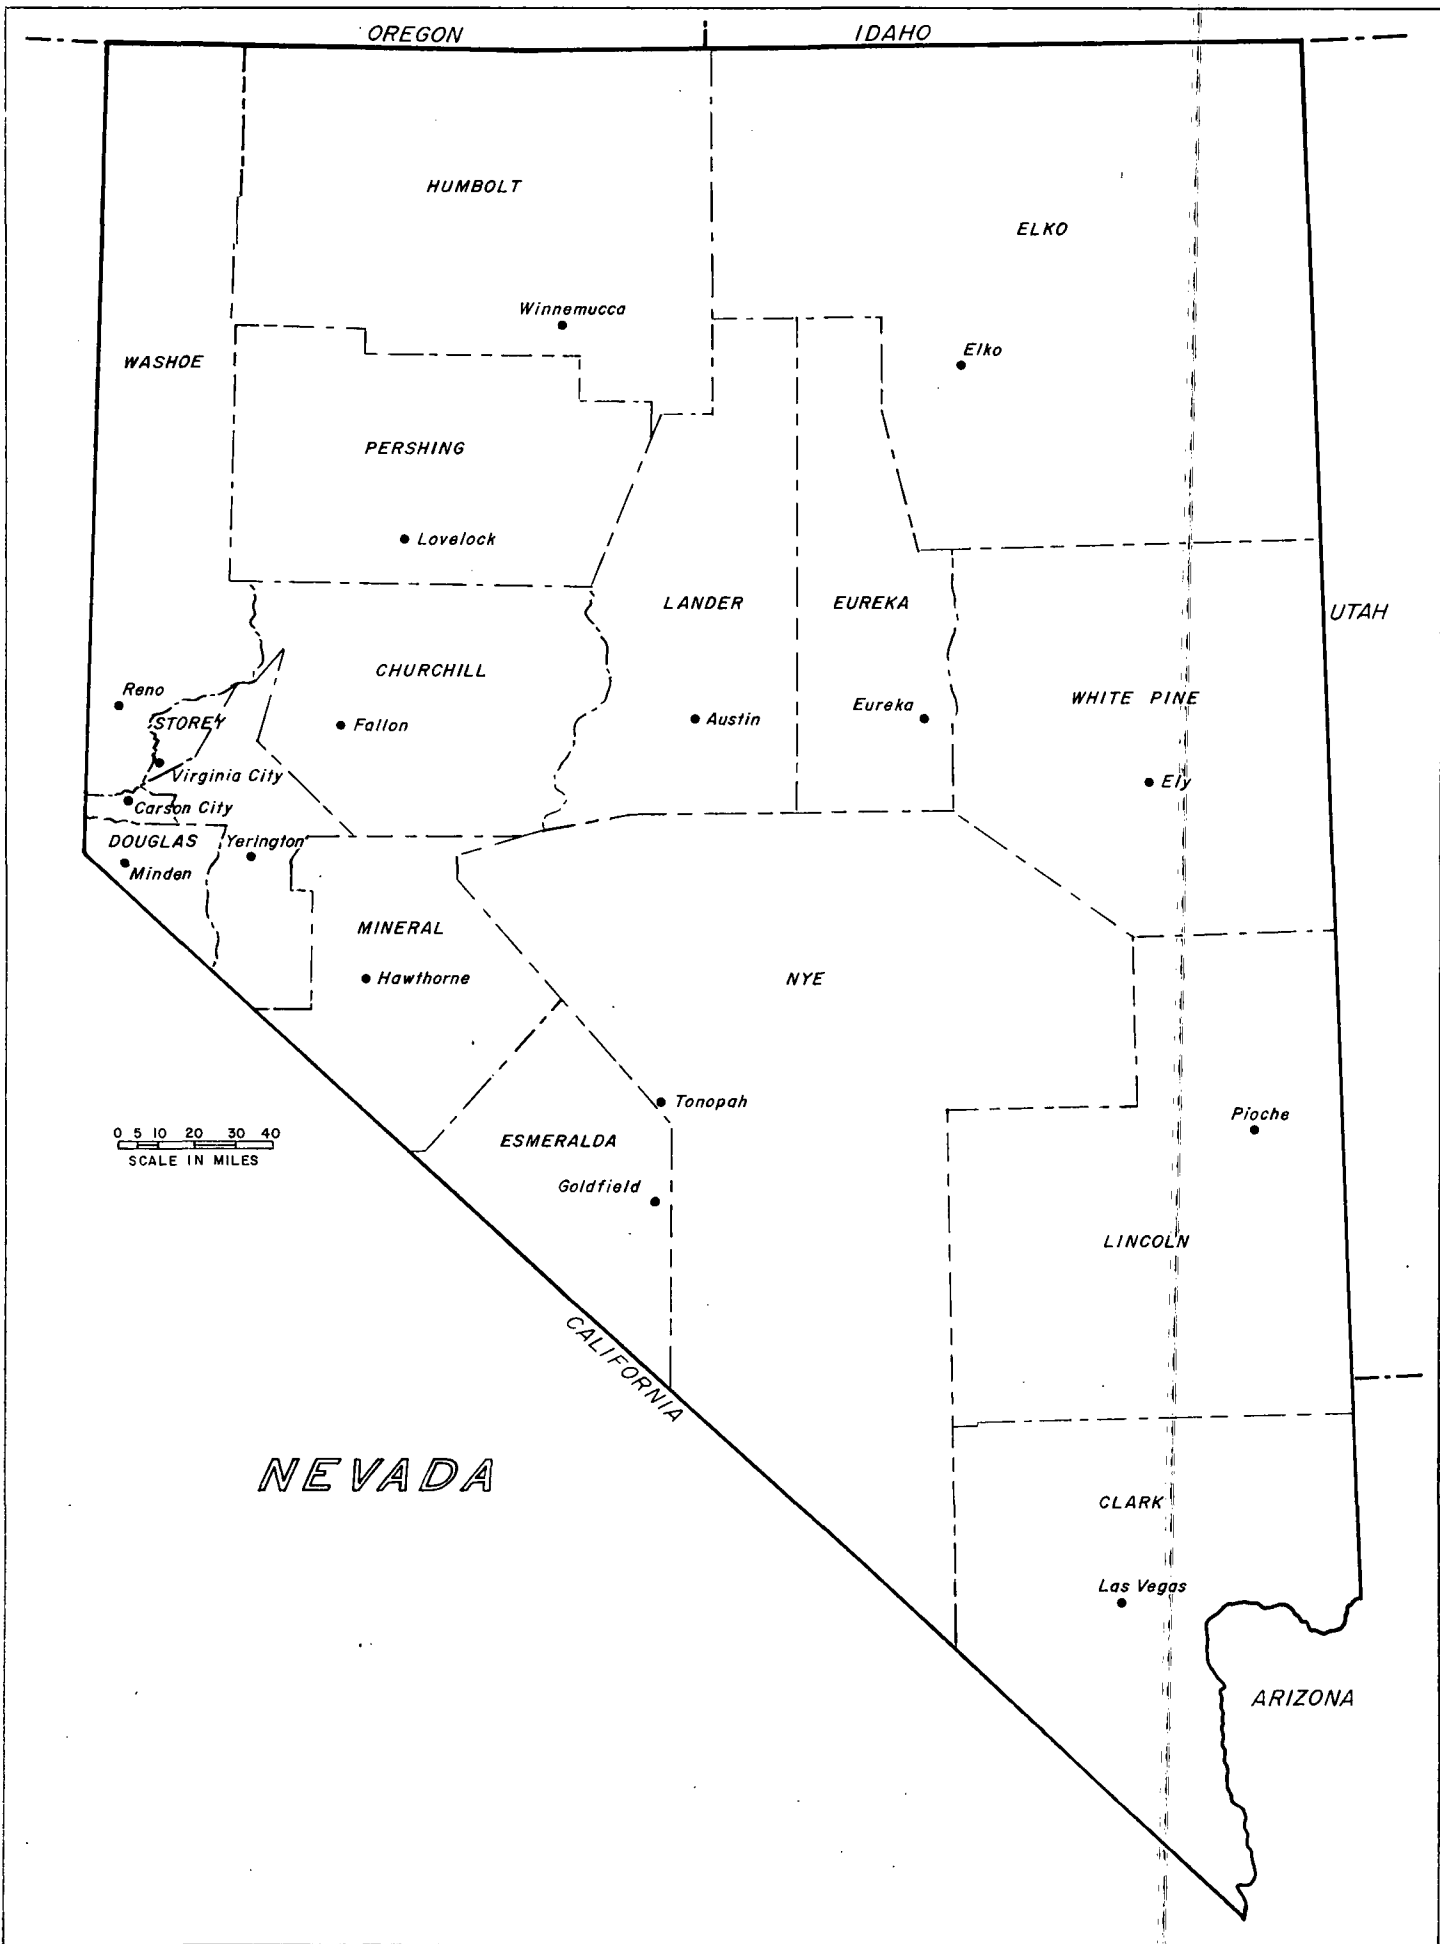 OREGON
IDAHO
HUMBOLT
ELKO
Winnemucca
Elko
WASHOE
PERSHING
Lovelock
LANDER
EUREKA
UTAH
CHURCHILL
Reno
STOREY
Fallon
Austin
Eureka
WHITE PINE
Virginia City
Ely
Carson City
DOUGLAS
Yerington
Minden
MINERAL
Hawthorne
NYE
Tonopah
Pioche
0 5 10 20 30 40
SCALE IN MILES
ESMERALDA
Goldfield
LINCOLN
CALIFORNIA
NEVADA
CLARK
Las Vegas
ARIZONA